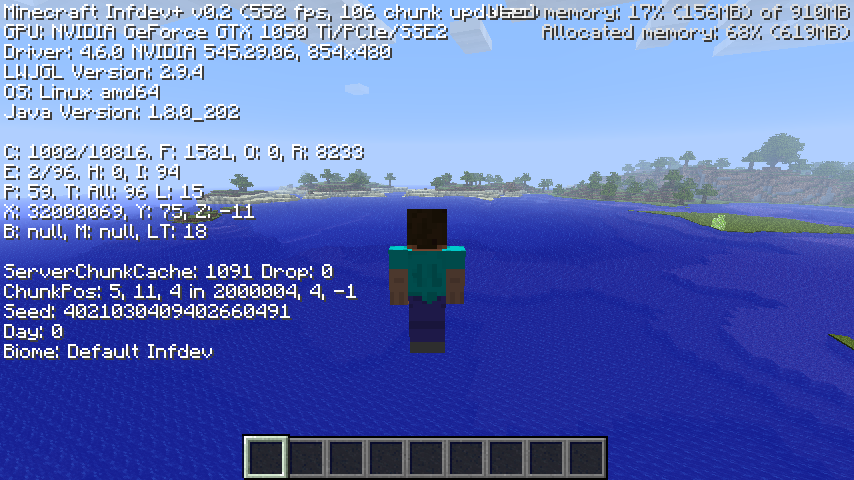 Minecraft Infdev+ v0.2 (552 fps, 106 chunk updates)
Used memory: 17% (156MB) of 910MB
GPU: NVIDIA GeForce GTX 1050 Ti/PCIe/SSE2
Allocated memory: 68% (619MB)
Driver: 4.6.0 NVIDIA 545.29.06, 854x480
LWJGL Version: 2.9.4
OS: Linux amd64
Java Version: 1.8.0_202
C: 1002/10816. F: 1581, O: 0, R: 8233
E: 2/96. H: 0, I: 94
P: 59, T: All: 96 L: 15
X: 32000069, Y: 75, Z: -11
B: null, M: null, LT: 18
ServerChunkCache: 1091 Drop: 0
ChunkPos: 5, 11, 4 in 2000004, 4, -1
Seed: 4021030409402660491
Day: 0
Biome: Default Infdev